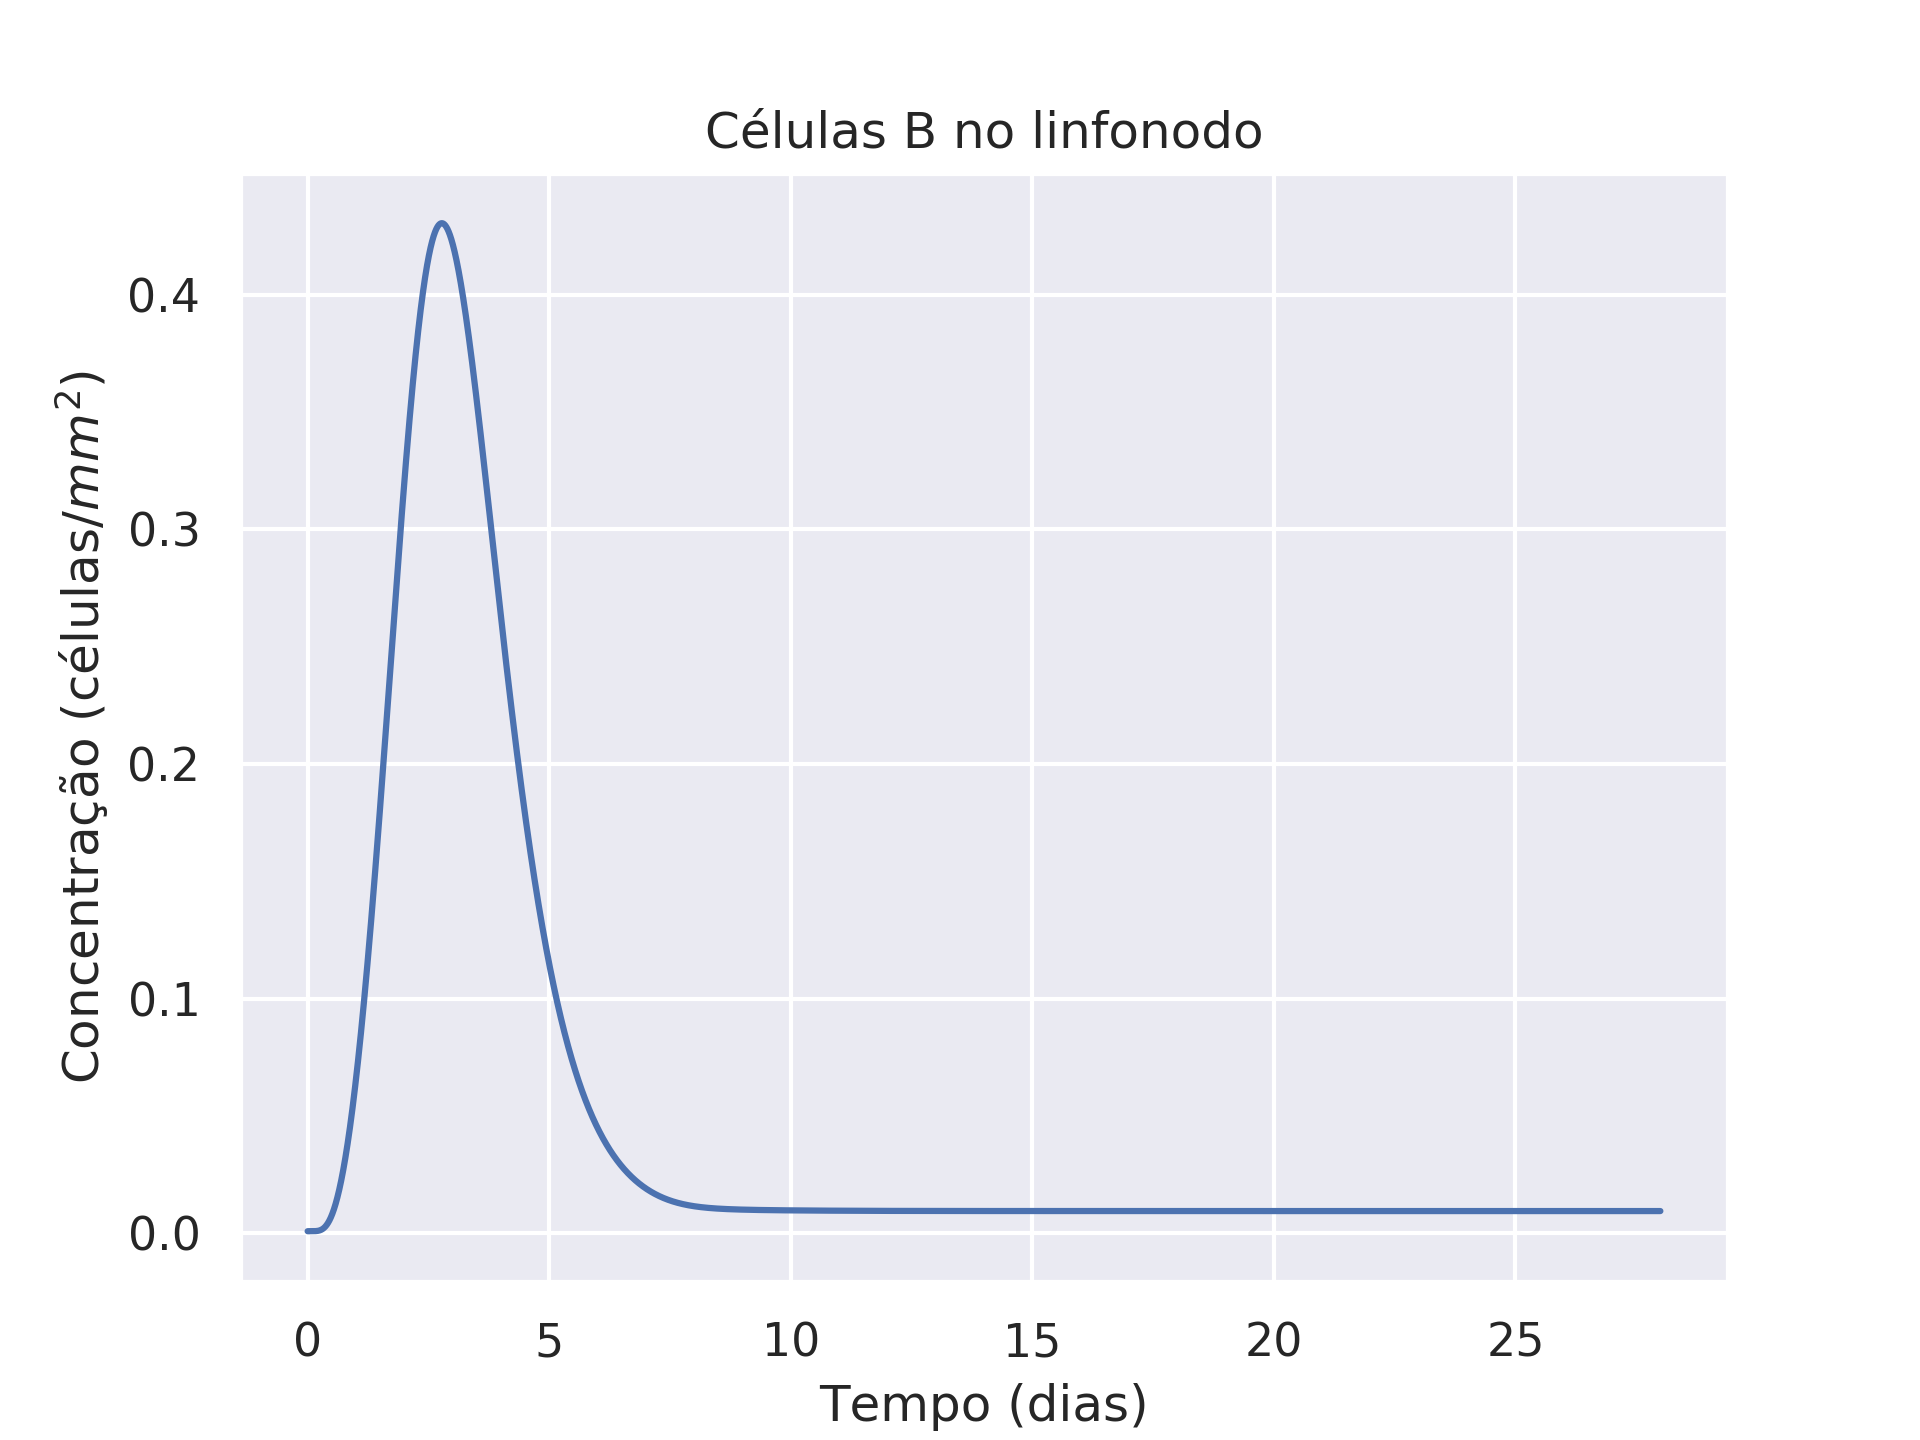 Células B no linfonodo
Concentração (células/mm²)
0.4
0.3
0.2
0.1
0.0
0 5 10 15 20 25
Tempo (dias)